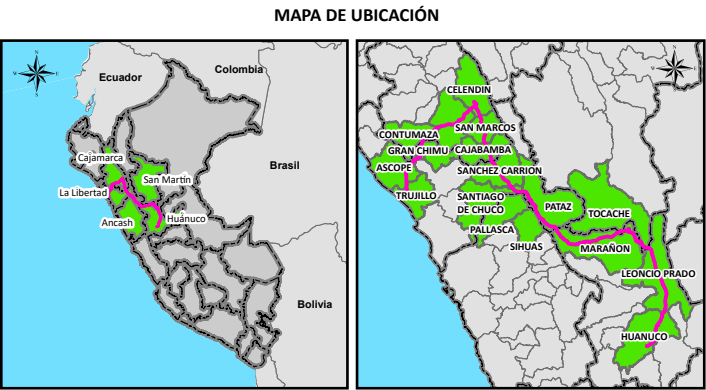 MAPA DE UBICACIÓN
N
W
E
S
Ecuador
Colombia
Cajamarca
San Martín
Brasil
La Libertad
Ancash
Huánuco
Bolivia
N
W
E
S
CELENDIN
CONTUMAZA
SAN MARCOS
GRAN CHIMU
CAJABAMBA
ASCOPE
SANCHEZ CARRION
TRUJILLO
SANTIAGO
DE CHUCO
PATAZ
TOCACHE
PALLASCA
SIHUAS
MARAÑON
LEONCIO PRADO
HUANUCO